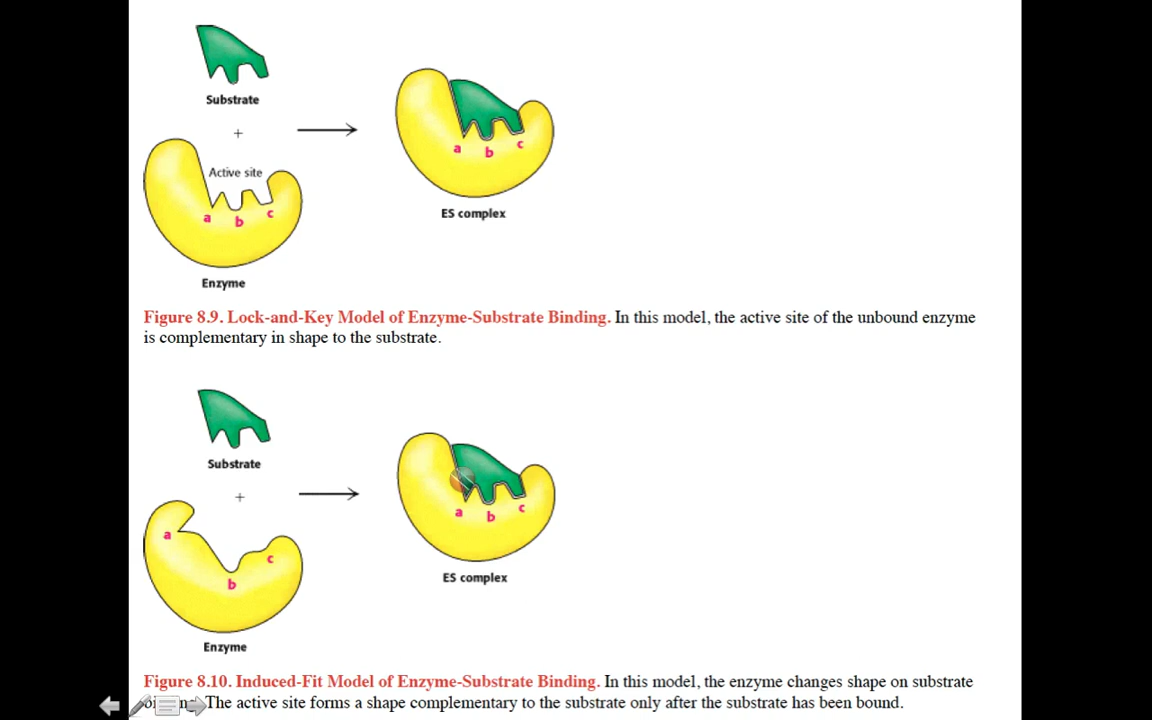 Substrate
+
Active site
a b c
a b c
ES complex
Enzyme
Figure 8.9. Lock-and-Key Model of Enzyme-Substrate Binding. In this model, the active site of the unbound enzyme
is complementary in shape to the substrate.
Substrate
+
a b c
a b c
ES complex
Enzyme
Figure 8.10. Induced-Fit Model of Enzyme-Substrate Binding. In this model, the enzyme changes shape on substrate
The active site forms a shape complementary to the substrate only after the substrate has been bound.